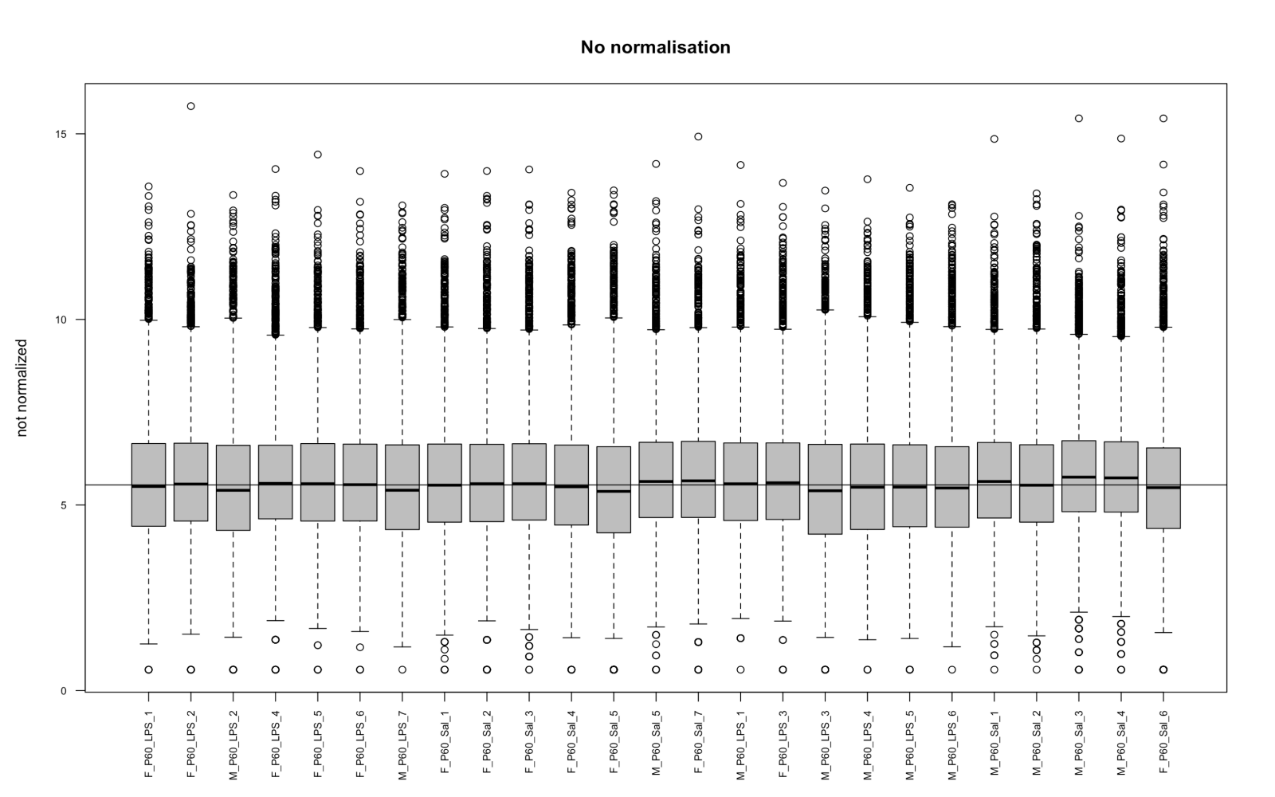 No normalisation
not normalized
15
10
5
0
F_P60_LPS_1
F_P60_LPS_2
M_P60_LPS_2
F_P60_LPS_4
F_P60_LPS_5
F_P60_LPS_6
M_P60_LPS_7
F_P60_Sal_1
F_P60_Sal_2
F_P60_Sal_3
F_P60_Sal_4
F_P60_Sal_5
M_P60_Sal_5
F_P60_Sal_7
M_P60_LPS_1
F_P60_LPS_3
M_P60_LPS_3
M_P60_LPS_4
M_P60_LPS_5
M_P60_LPS_6
M_P60_Sal_1
M_P60_Sal_2
M_P60_Sal_3
M_P60_Sal_4
F_P60_Sal_6